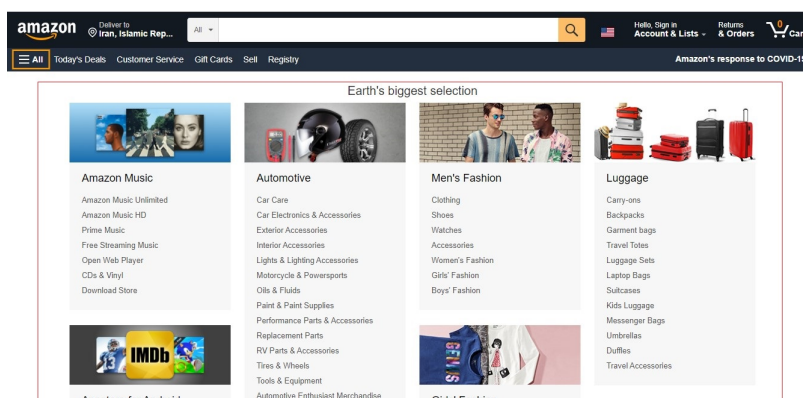 amazon
Deliver to
Iran, Islamic Rep...
All
Hello, Sign in
Account & Lists
Returns
& Orders
0
Car
All
Today's Deals
Customer Service
Gift Cards
Sell
Registry
Amazon's response to COVID-19
Earth's biggest selection
Amazon Music
Amazon Music Unlimited
Amazon Music HD
Prime Music
Free Streaming Music
Open Web Player
CDs & Vinyl
Download Store
IMDb
Automotive
Car Care
Car Electronics & Accessories
Exterior Accessories
Interior Accessories
Lights & Lighting Accessories
Motorcycle & Powersports
Oils & Fluids
Paint & Paint Supplies
Performance Parts & Accessories
Replacement Parts
RV Parts & Accessories
Tires & Wheels
Tools & Equipment
Automotive Enthusiast Merchandise
Men's Fashion
Clothing
Shoes
Watches
Accessories
Women's Fashion
Girls' Fashion
Boys' Fashion
GENIUS
Luggage
Carry-ons
Backpacks
Garment bags
Travel Totes
Luggage Sets
Laptop Bags
Suitcases
Kids Luggage
Messenger Bags
Umbrellas
Duffles
Travel Accessories